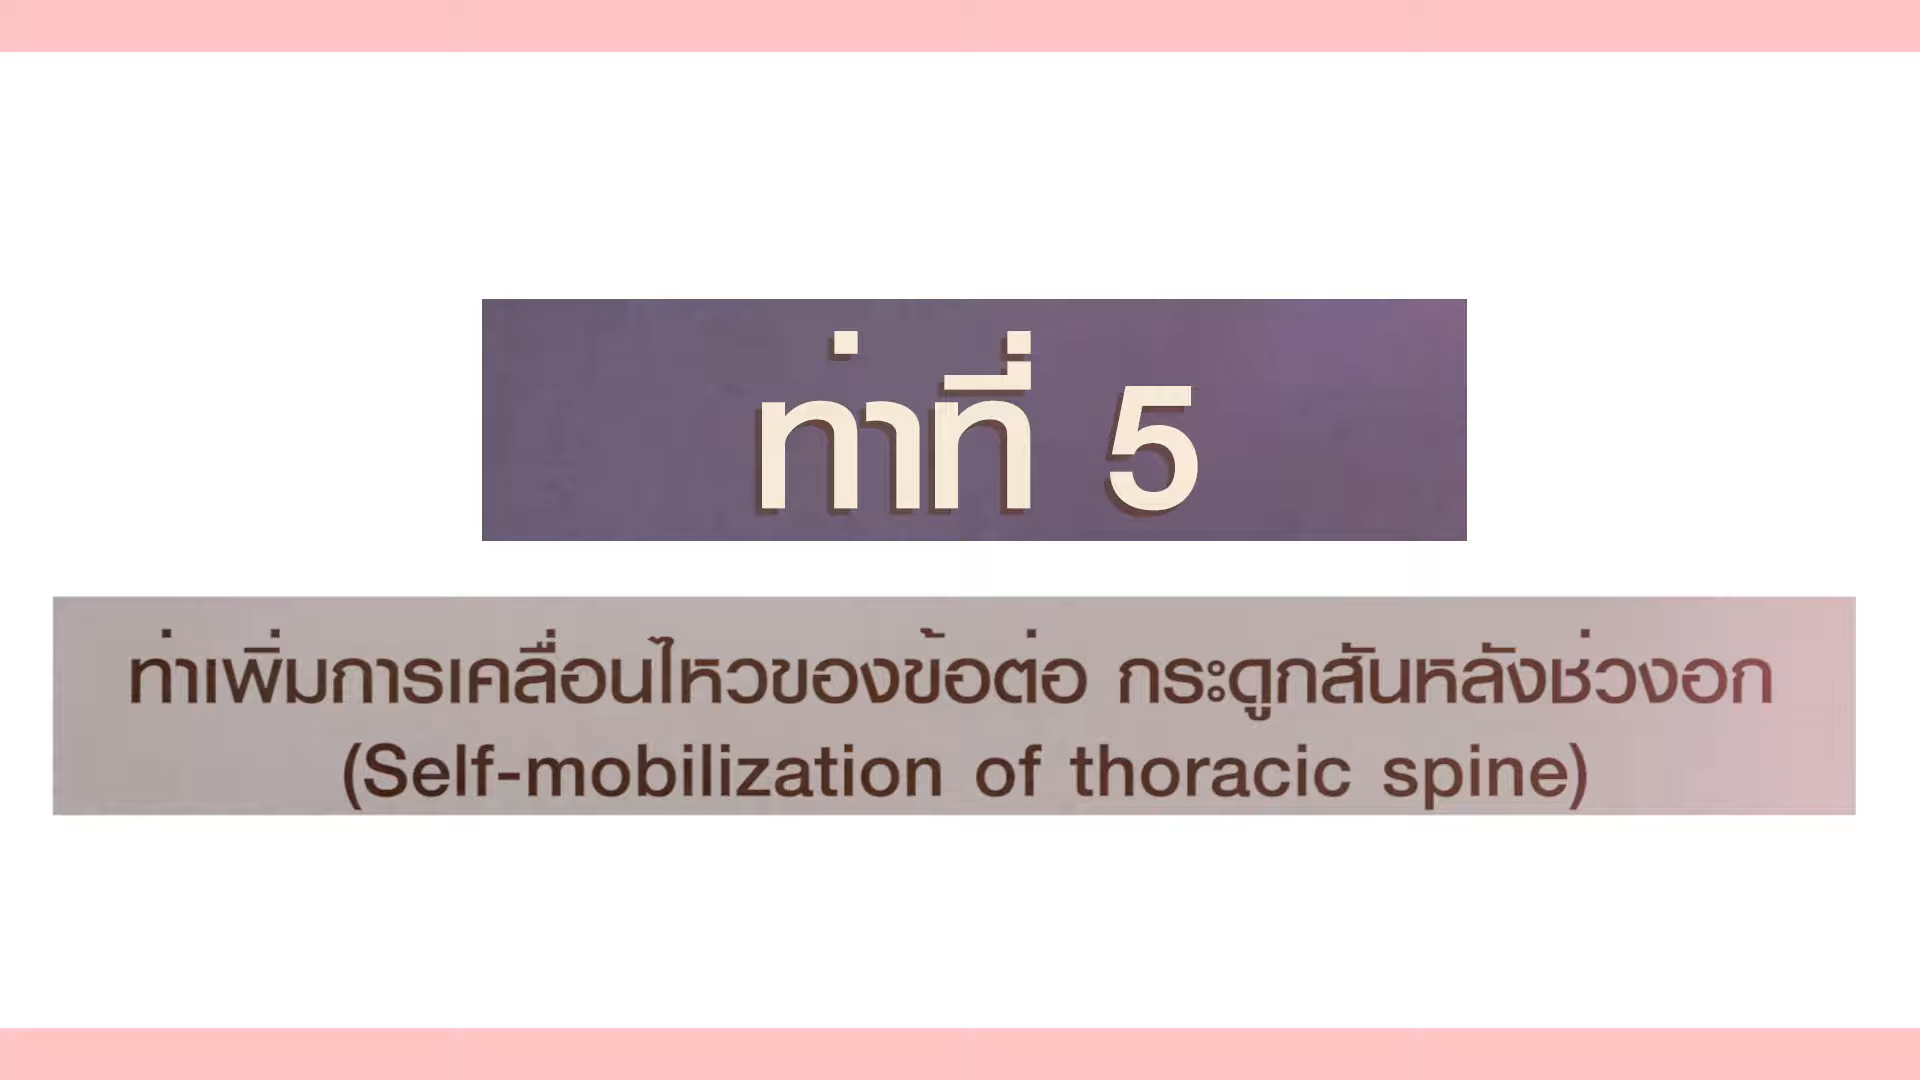 ท่าที่ 5
ท่าเพิ่มการเคลื่อนไหวของข้อต่อ กระดูกสันหลังช่วงอก
(Self-mobilization of thoracic spine)